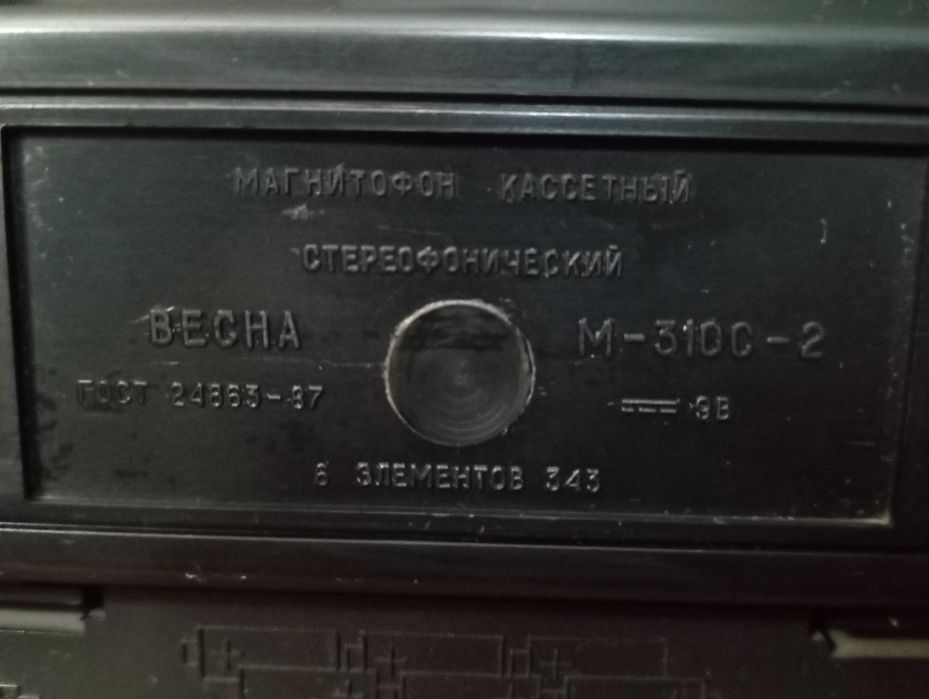 МАГНИТОФОН КАССЕТНЫЙ
СТЕРЕОФОНИЧЕСКИЙ
ВЕСНА М-310С-2
ГОСТ 24863-87 9В
6 ЭЛЕМЕНТОВ 343